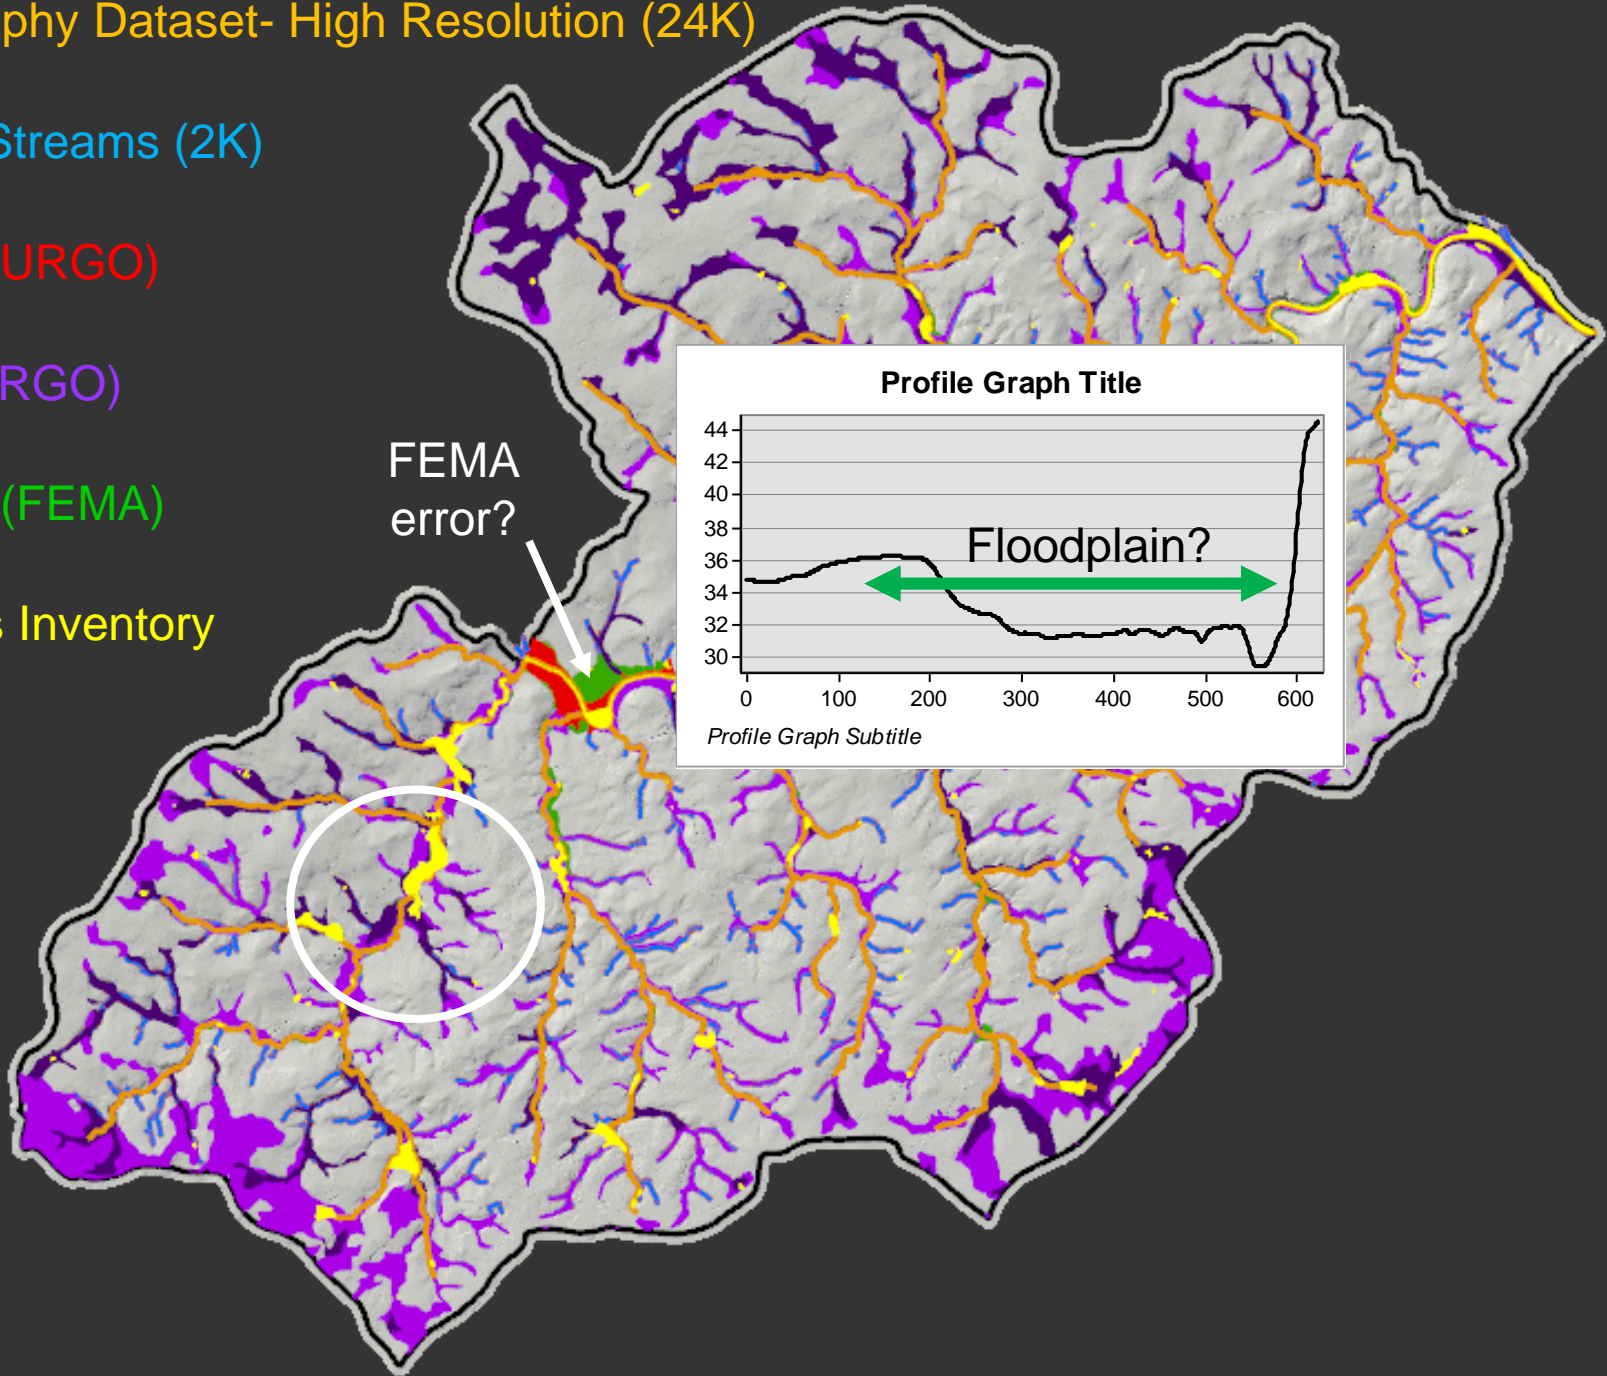 phy Dataset- High Resolution (24K)
Streams (2K)
URGO)
RGO)
(FEMA)
s Inventory
FEMA
error?
Profile Graph Title
44
42
40
38
36
34
32
30
Floodplain?
0 100 200 300 400 500 600
Profile Graph Subtitle